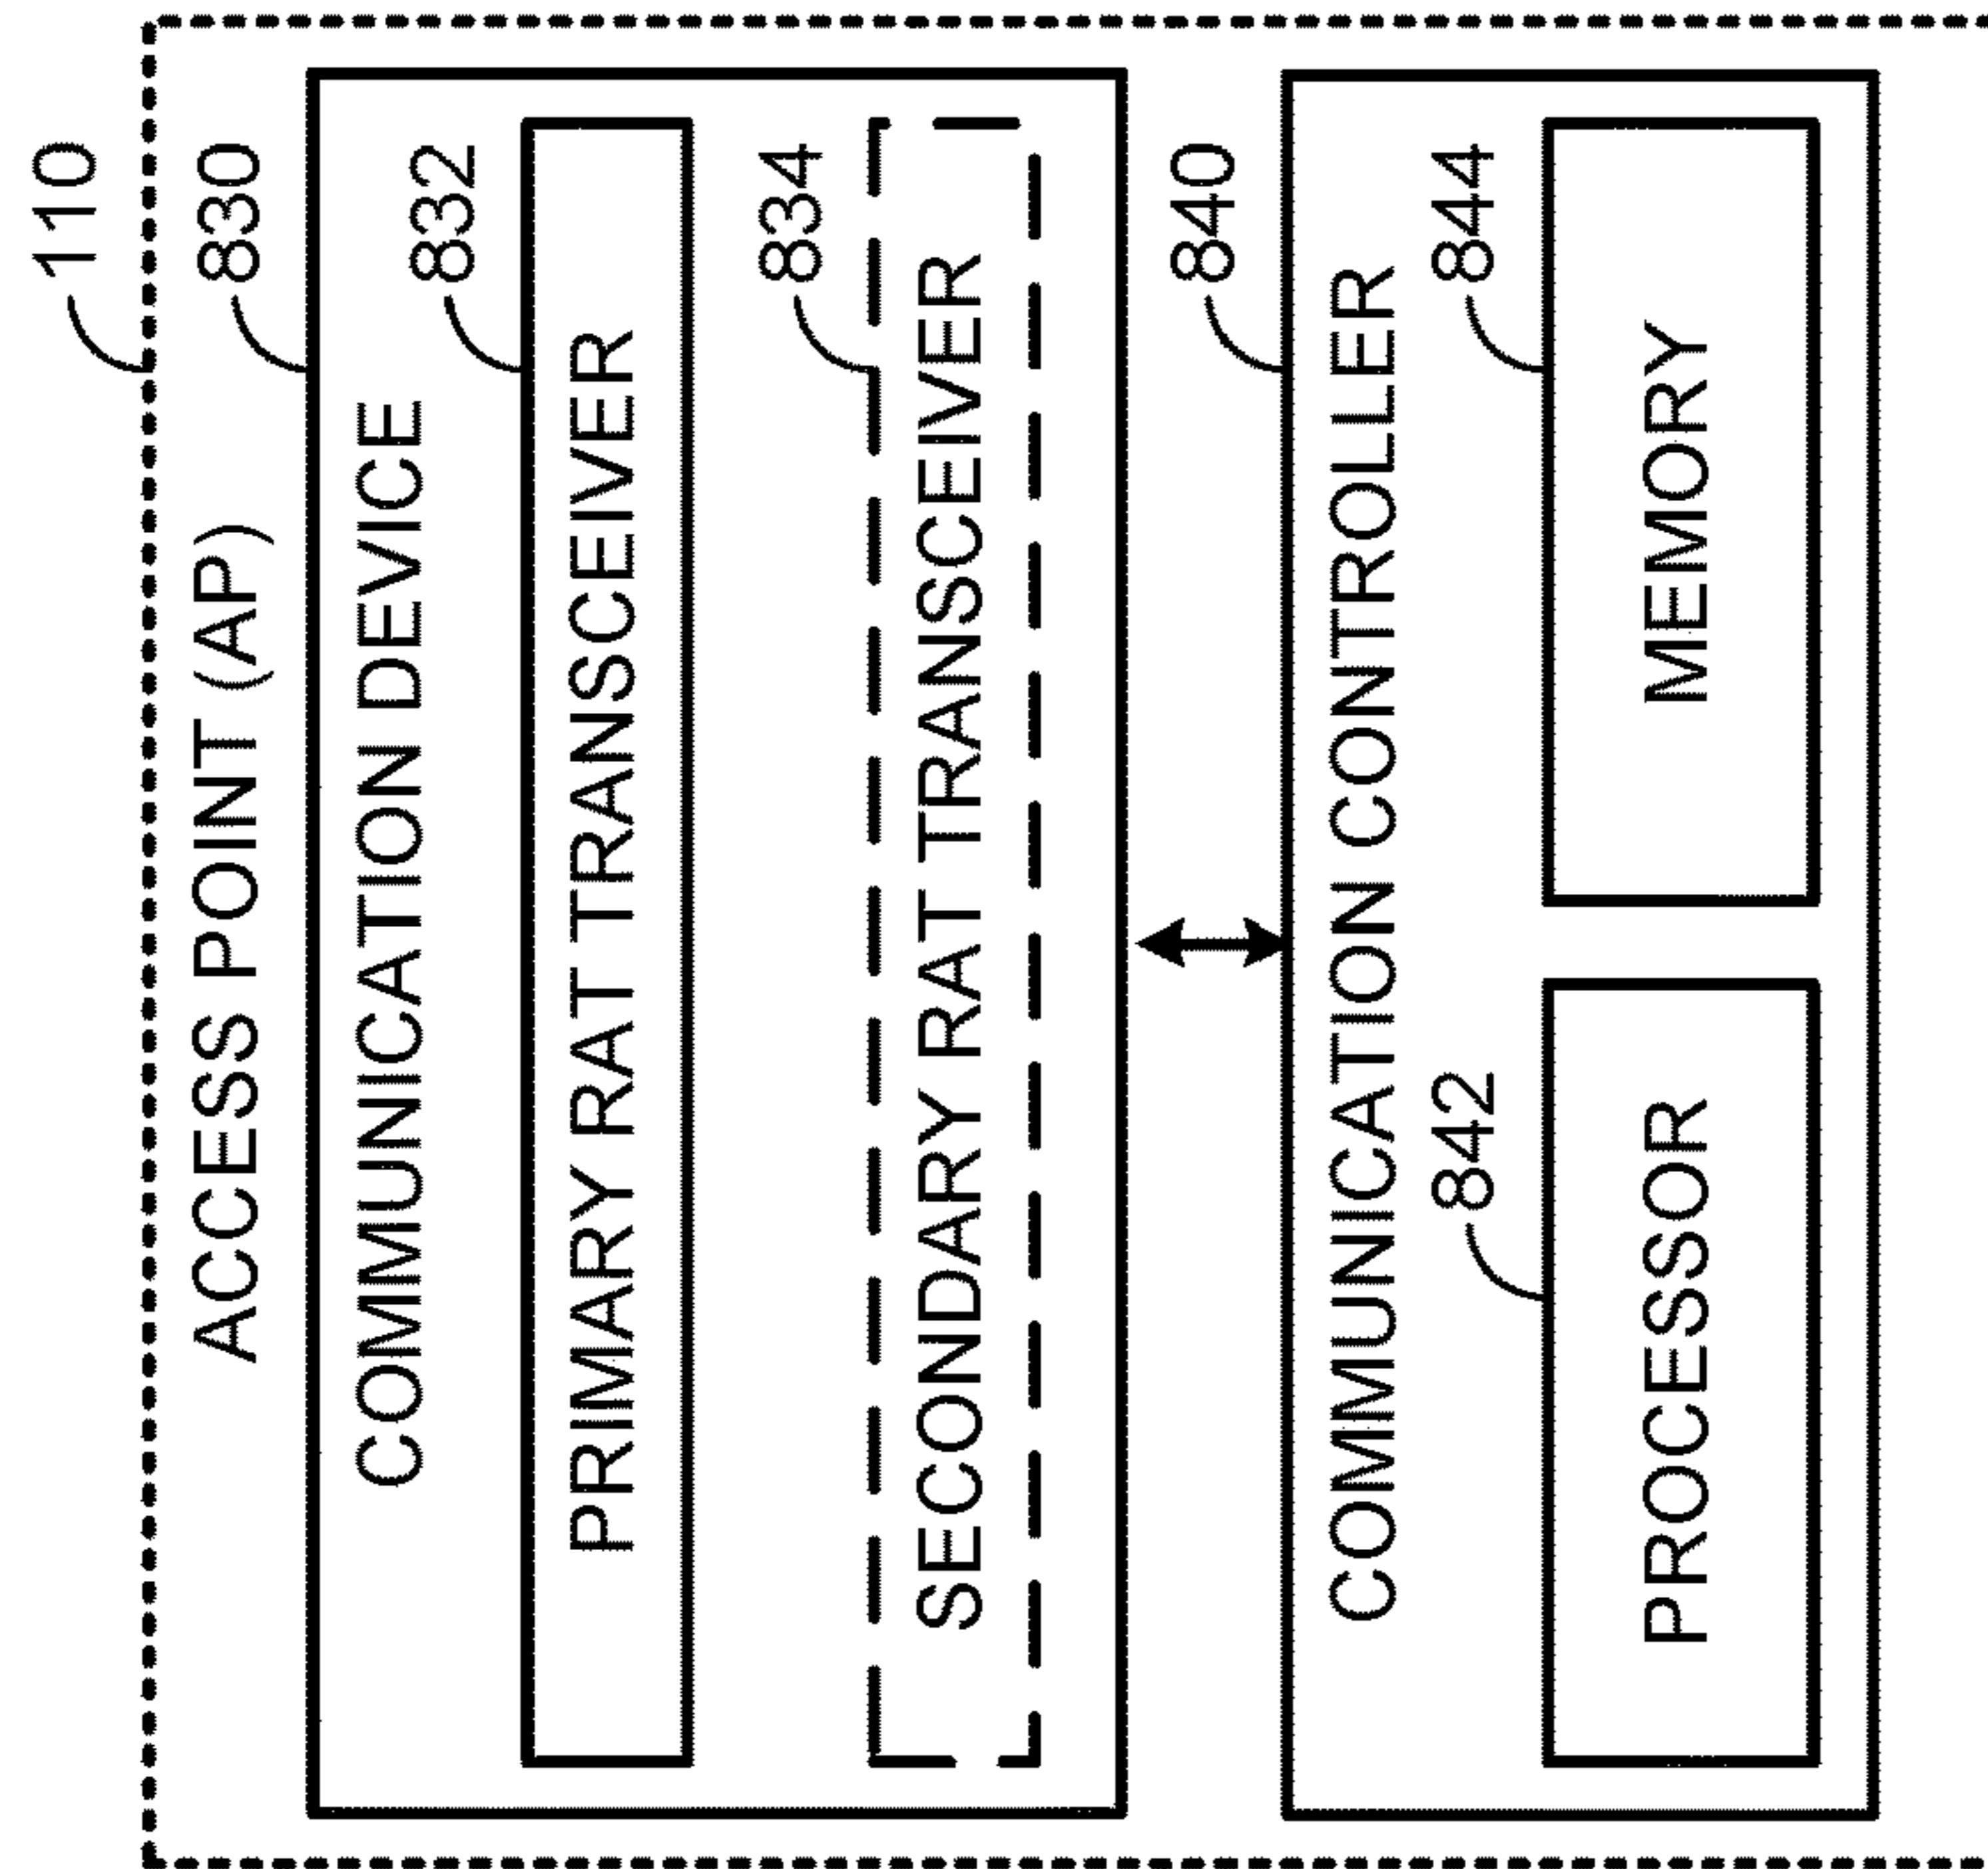 110
ACCESS POINT (AP)
830
COMMUNICATION DEVICE
832
PRIMARY RAT TRANSCEIVER
834
SECONDARY RAT TRANSCEIVER
840
COMMUNICATION CONTROLLER
842
844
PROCESSOR
MEMORY